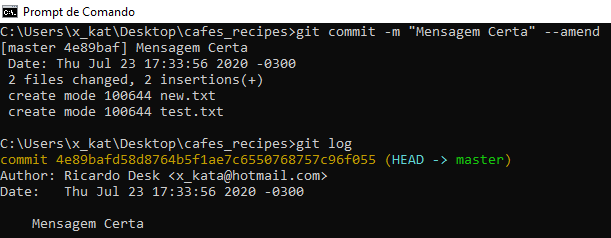 Prompt de Comando
C:\Users\x_kat\Desktop\cafes_recipes>git commit -m "Mensagem Certa" --amend
[master 4e89baf] Mensagem Certa
 Date: Thu Jul 23 17:33:56 2020 -0300
 2 files changed, 2 insertions(+)
 create mode 100644 new.txt
 create mode 100644 test.txt
C:\Users\x_kat\Desktop\cafes_recipes>git log
commit 4e89bafd58d8764b5f1ae7c6550768757c96f055 (HEAD -> master)
Author: Ricardo Desk <x_kata@hotmail.com>
Date:   Thu Jul 23 17:33:56 2020 -0300
    Mensagem Certa